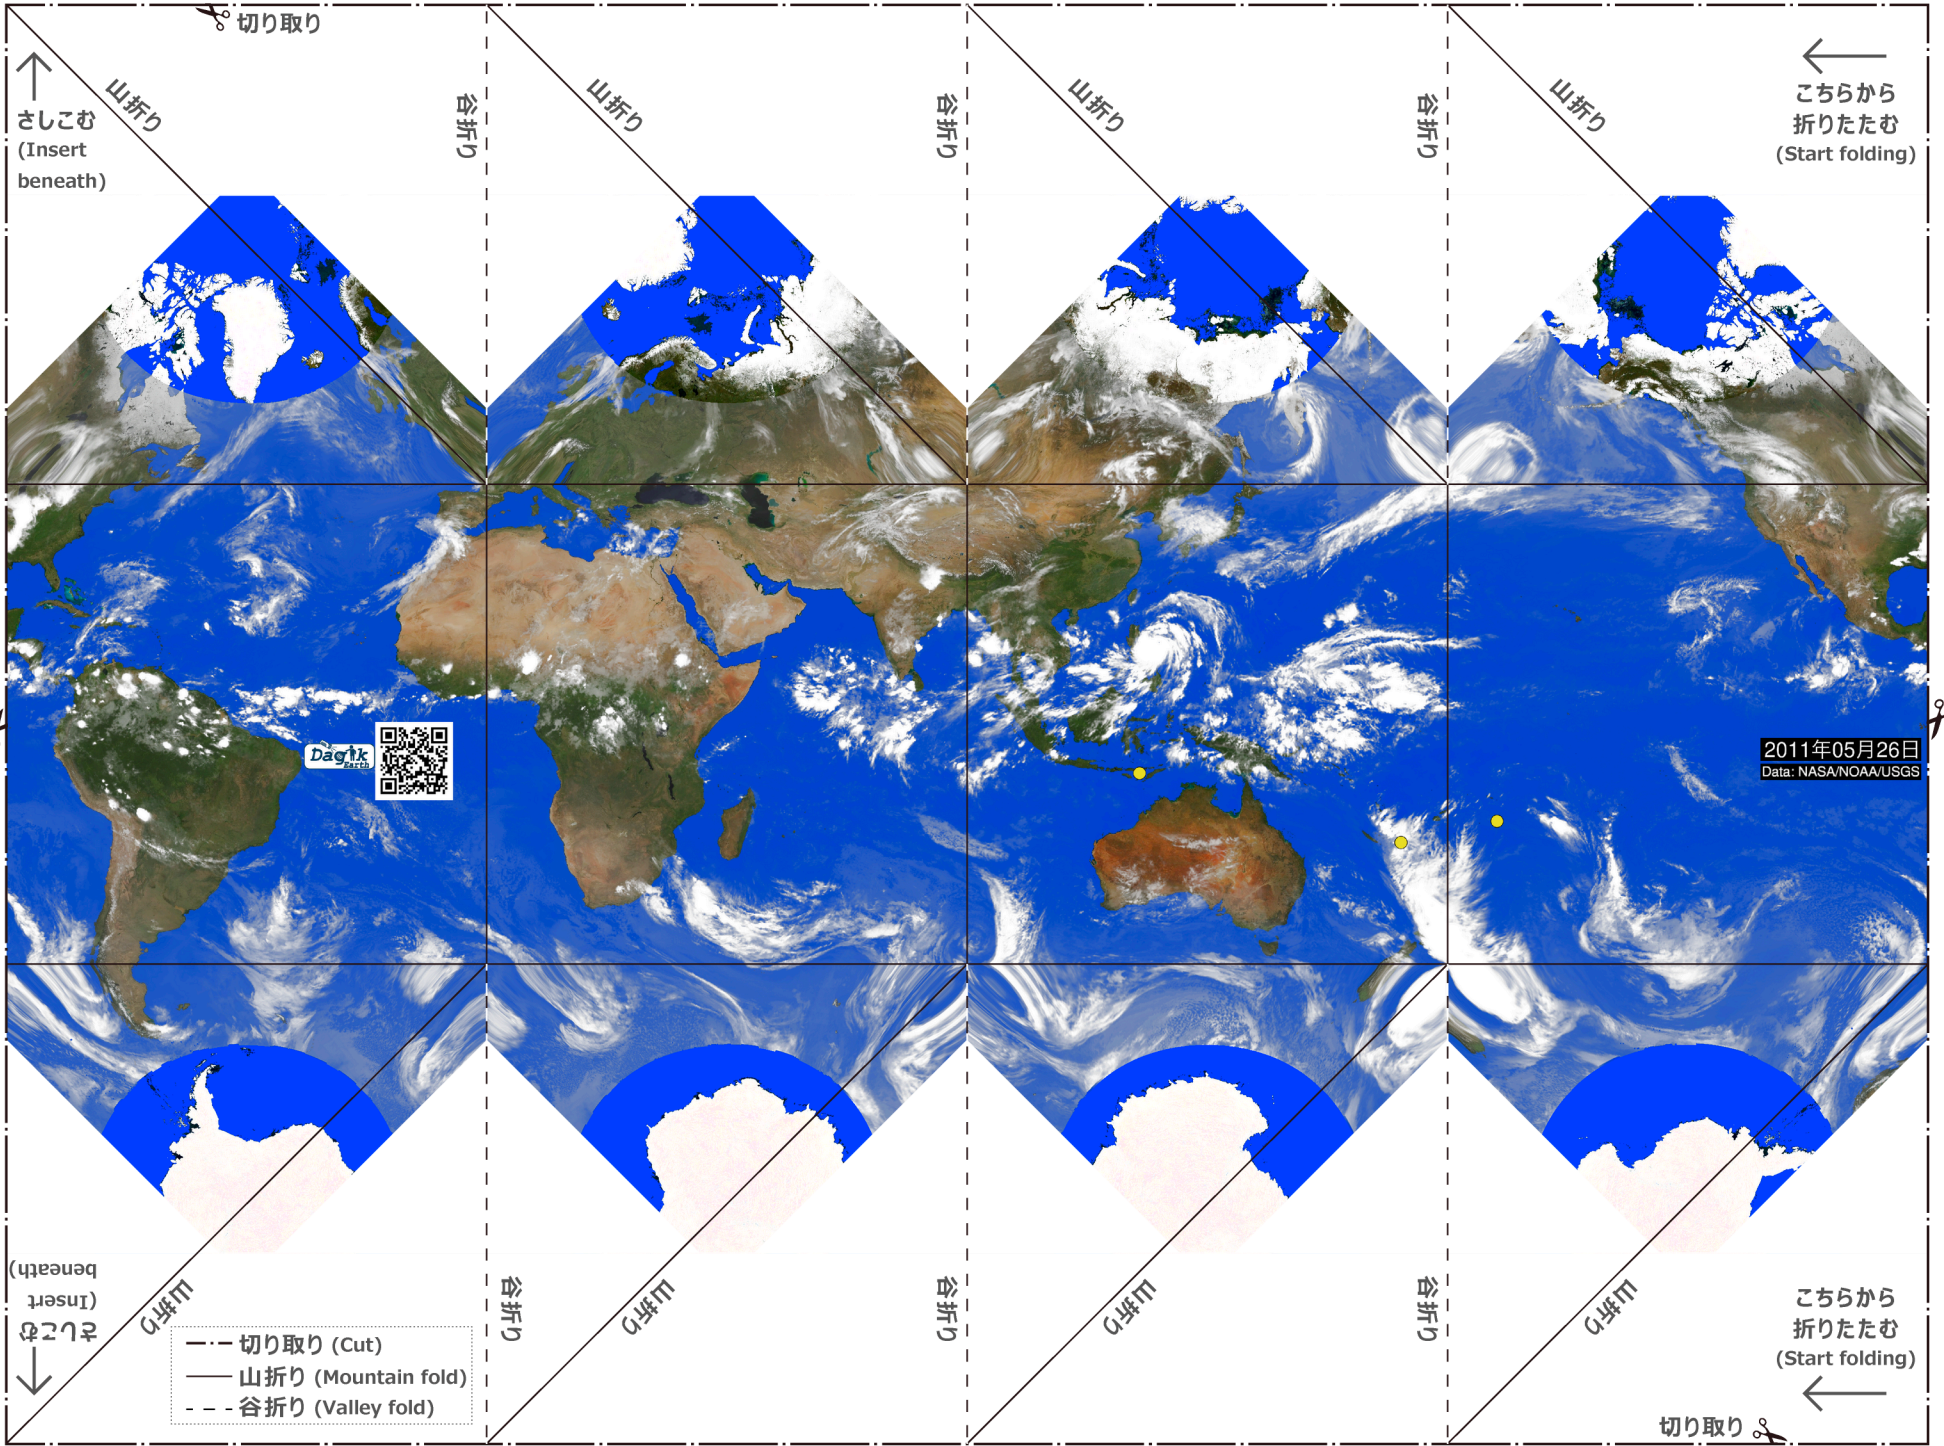 切り取り
山折り
谷折り
山折り
谷折り
山折り
谷折り
山折り
さしこむ
(Insert
beneath)
こちらから
折りたたむ
(Start folding)
Dagik
Earth
2011年05月26日
Data: NASA/NOAA/USGS
さしこむ
(Insert
beneath)
山折り
谷折り
山折り
谷折り
山折り
谷折り
山折り
こちらから
折りたたむ
(Start folding)
切り取り (Cut)
山折り (Mountain fold)
谷折り (Valley fold)
切り取り